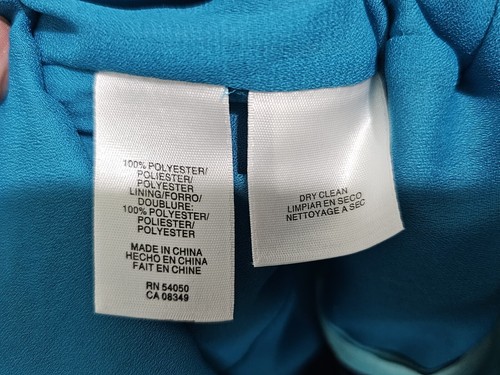 100% POLYESTER/
POLIESTER/
POLYESTER
LINING/FORRO/
DOUBLURE:
100% POLYESTER/
POLIESTER/
POLYESTER
MADE IN CHINA
HECHO EN CHINA
FAIT EN CHINE
RN 54050
CA 08349
DRY CLEAN
LIMPIAR EN SECO
NETTOYAGE A SEC